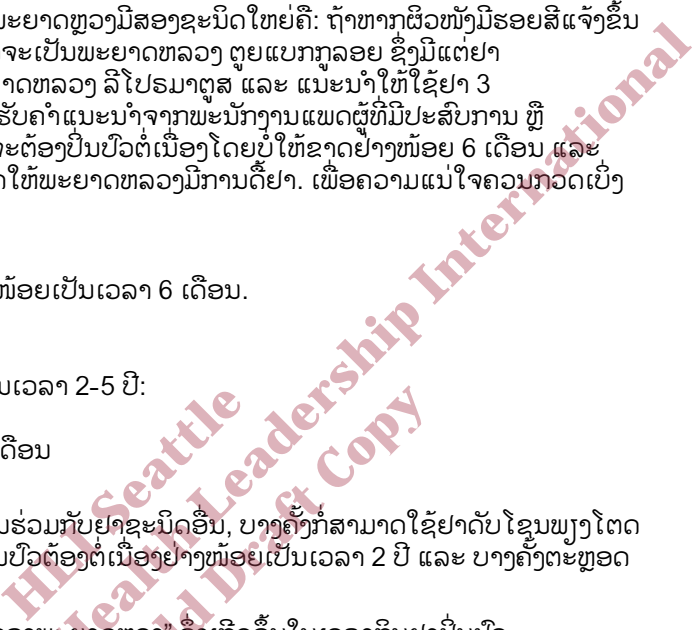 ະຍາດຫຼວງມີສອງຊະນິດໃຫຍ່ຄື: ຖ້າຫາກຜິວໜັງມີຮອຍສີແຈ້ງຂຶ້ນ
ຈະເປັນພະຍາດຫລວງ ຕູຍແບກກູລອຍ ຊຶ່ງມີແຕ່ຢາ
ຍາດຫລວງ ລີໂປຣມາຕູສ ແລະ ແນະນຳໃຫ້ໃຊ້ຢາ 3
ຮັບຄຳແນະນຳຈາກພະນັກງານແພດຜູ້ທີ່ມີປະສົບການ ຫຼື
ະຕ້ອງປິ່ນປົວຕໍ່ເນື່ອງໂດຍບໍ່ໃຫ້ຂາດຢ່າງໜ້ອຍ 6 ເດືອນ ແລະ
ໃຫ້ພະຍາດຫລວງມີການດື້ຢາ. ເພື່ອຄວາມແນ່ໃຈຄວນກວດເບິ່ງ
ໜ້ອຍເປັນເວລາ 6 ເດືອນ.
ນເວລາ 2-5 ປີ:
ດືອນ
ນຮ່ວມກັບຢາຊະນິດອື່ນ, ບາງຄັ້ງກໍ່ສາມາດໃຊ້ຢາດັບໂຊນພຽງໂຕດ
ນປົວຕ້ອງຕໍ່ເນື່ອງຢ່າງໜ້ອຍເປັນເວລາ 2 ປີ ແລະ ບາງຄັ້ງຕະຫຼອດ
HLI Seattle
Health Leadership International
Draft Copy